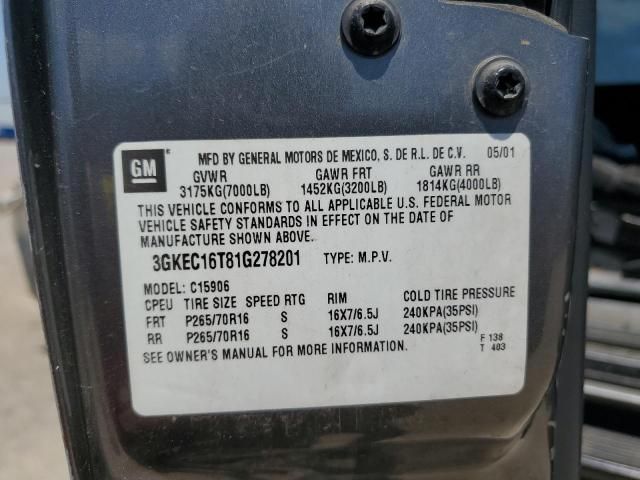 GM
MFD BY GENERAL MOTORS DE MEXICO, S. DE R.L. DE C.V. 05/01
GVWR GAWR FRT GAWR RR
3175KG(7000LB) 1452KG(3200LB) 1814KG(4000LB)
THIS VEHICLE CONFORMS TO ALL APPLICABLE U.S. FEDERAL MOTOR
VEHICLE SAFETY STANDARDS IN EFFECT ON THE DATE OF
MANUFACTURE SHOWN ABOVE.
3GKEC16T81G278201 TYPE: M.P.V.
MODEL: C15906
CPEU TIRE SIZE SPEED RTG RIM COLD TIRE PRESSURE
FRT P265/70R16 S 16X7/6.5J 240KPA(35PSI)
RR P265/70R16 S 16X7/6.5J 240KPA(35PSI)
SEE OWNER'S MANUAL FOR MORE INFORMATION.
F 138
T 403